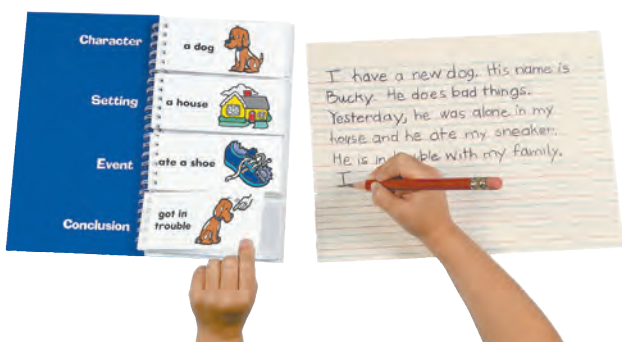 Character
a dog
Setting
a house
Event
ate a shoe
Conclusion
got in
trouble
I have a new dog. His name is
Bucky. He does bad things.
Yesterday, he was alone in my
house and he ate my sneaker.
He is in with my family.
I